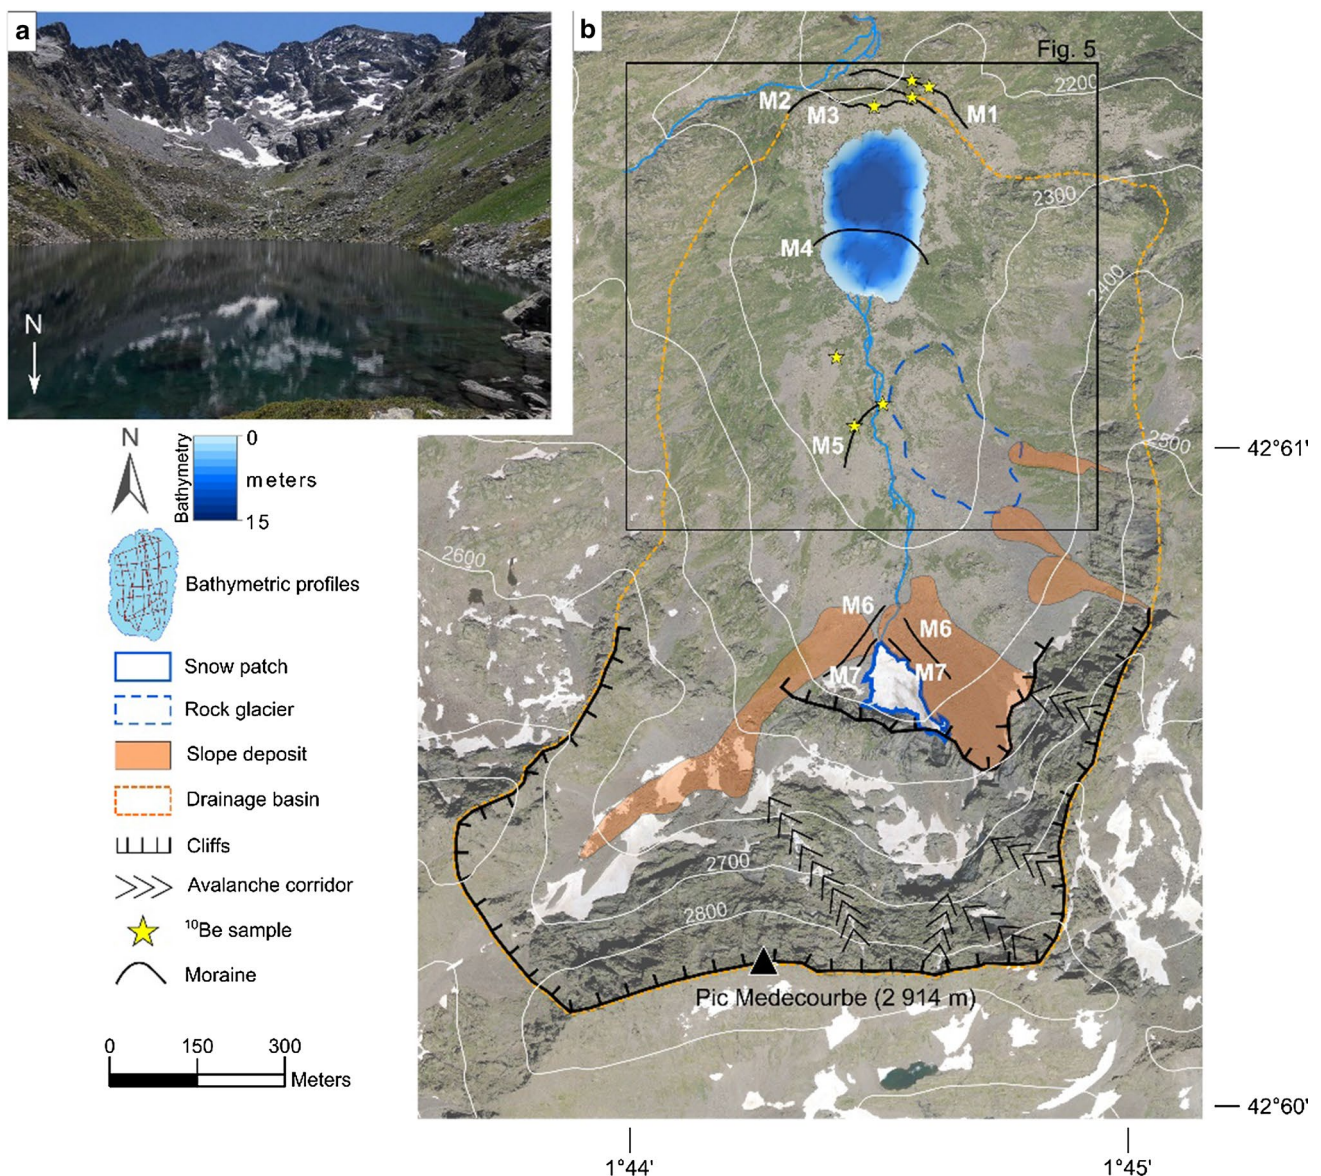 a
N
b
Fig. 5
2200
M2
M3
M1
2300
M4
2400
M5
2500
42°61'
N
Bathymetry
0
meters
15
2600
Bathymetric profiles
M6
M6
M7
M7
Snow patch
Rock glacier
Slope deposit
Drainage basin
Cliffs
Avalanche corridor
10Be sample
Moraine
2700
2800
Pic Medecourbe (2 914 m)
0 150 300
Meters
42°60'
1°44' 1°45'